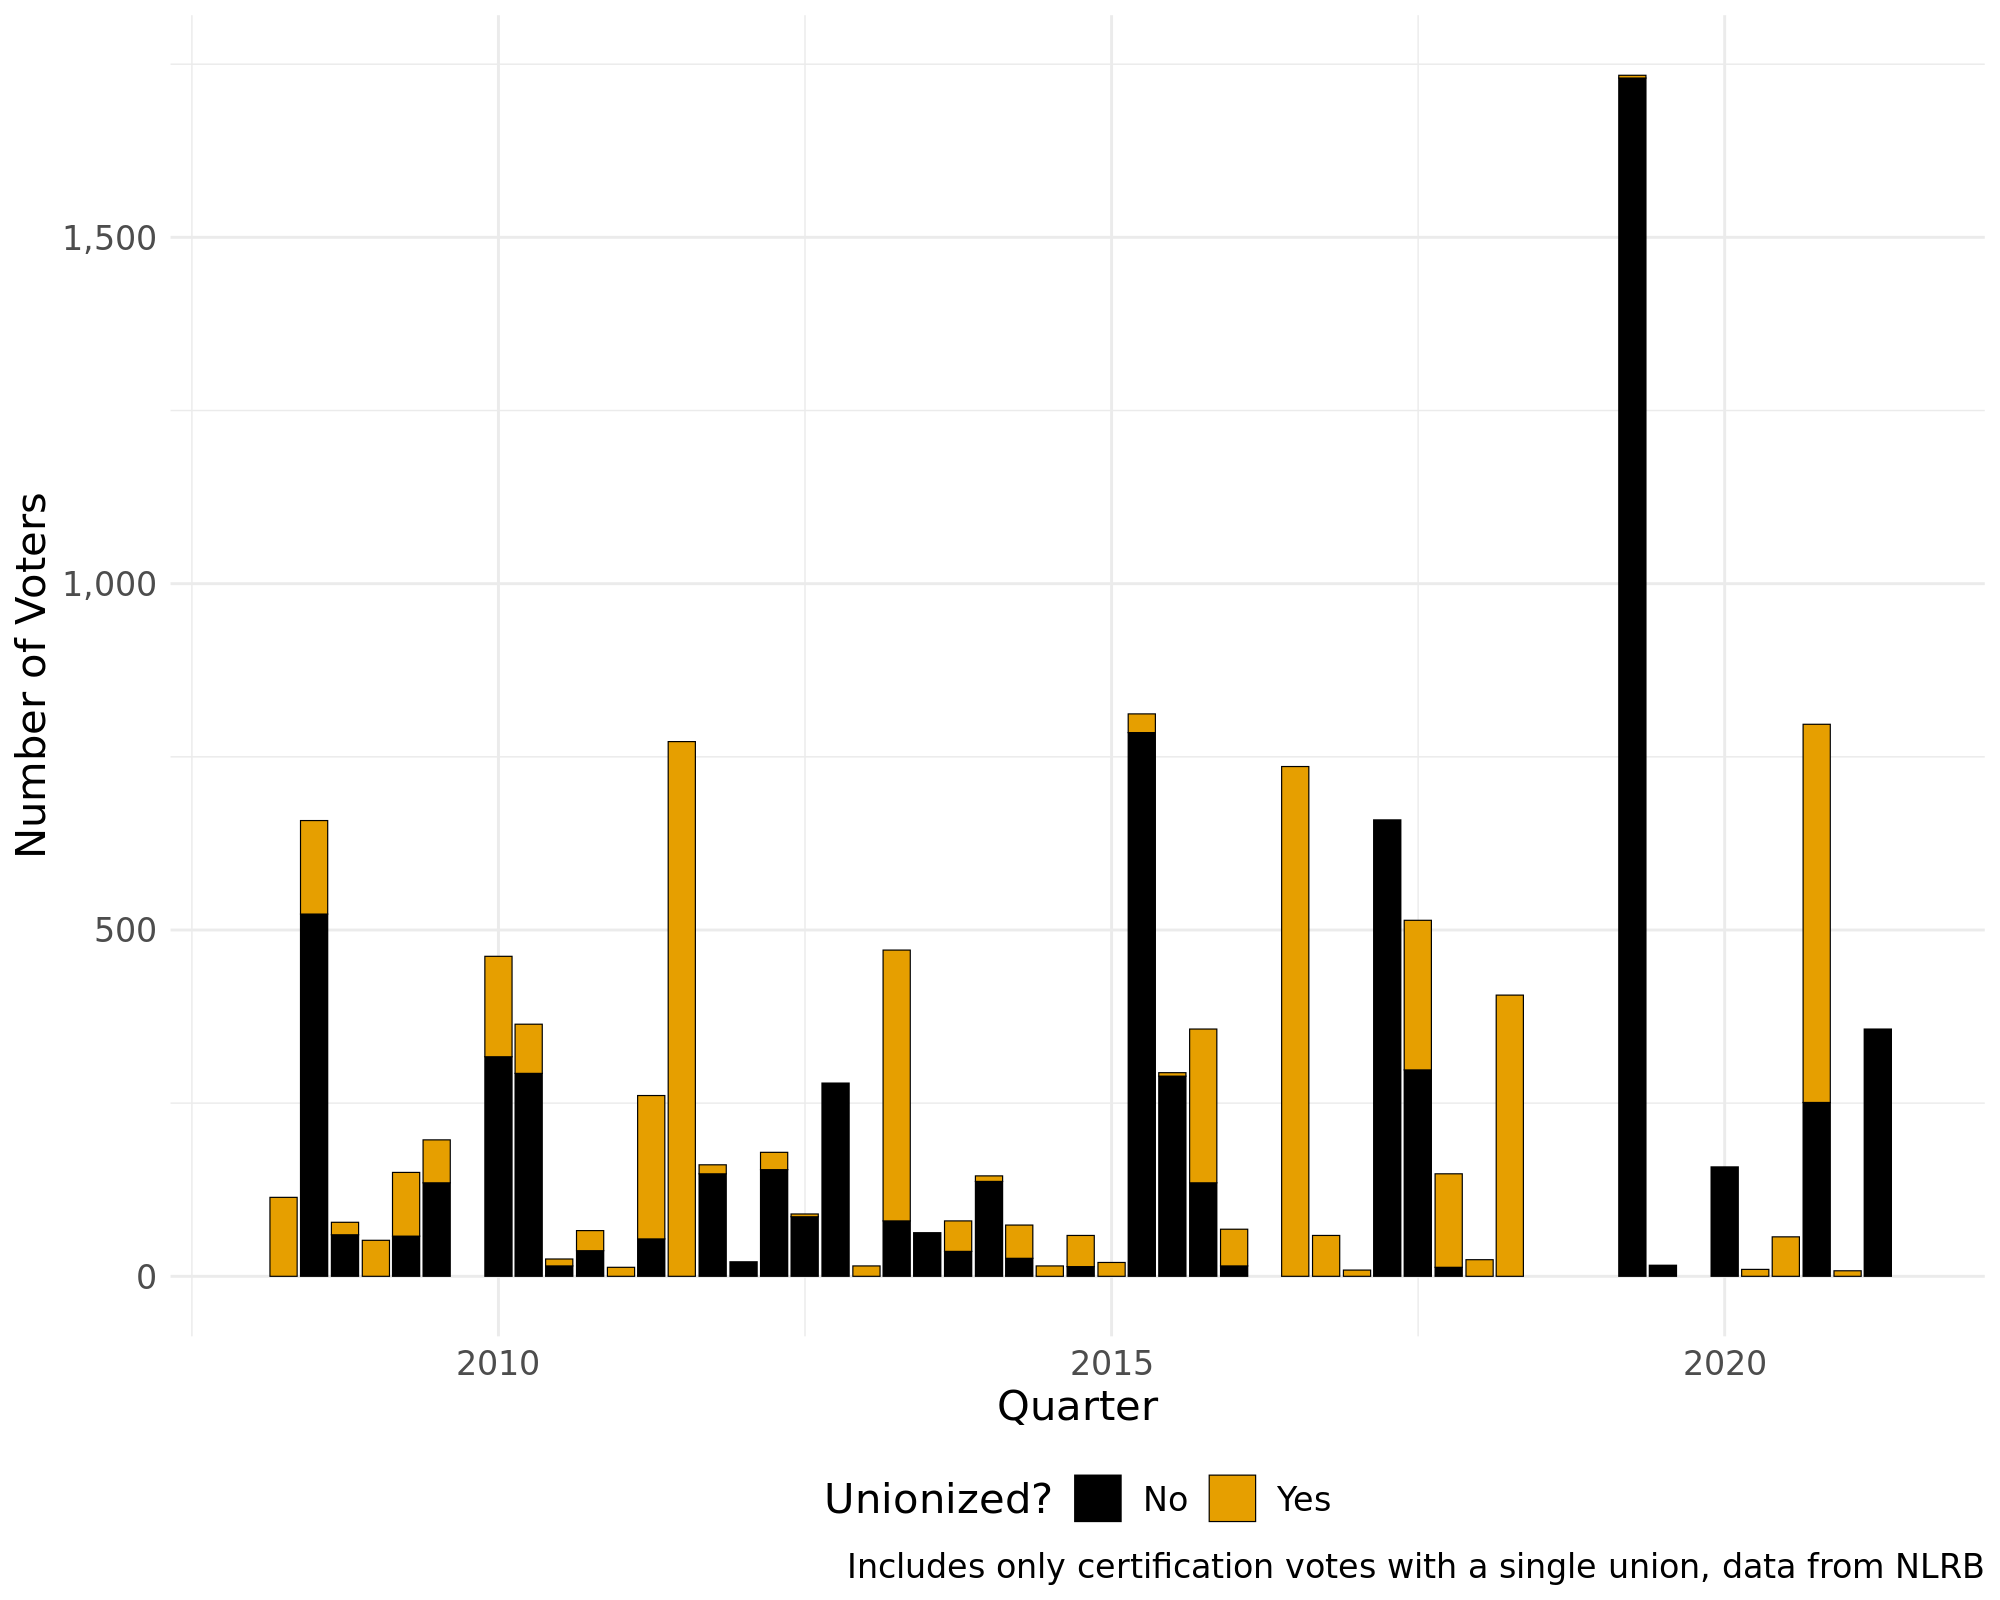 1,500
1,000
500
0
Number of Voters
2010 2015 2020
Quarter
Unionized? No Yes
Includes only certification votes with a single union, data from NLRB